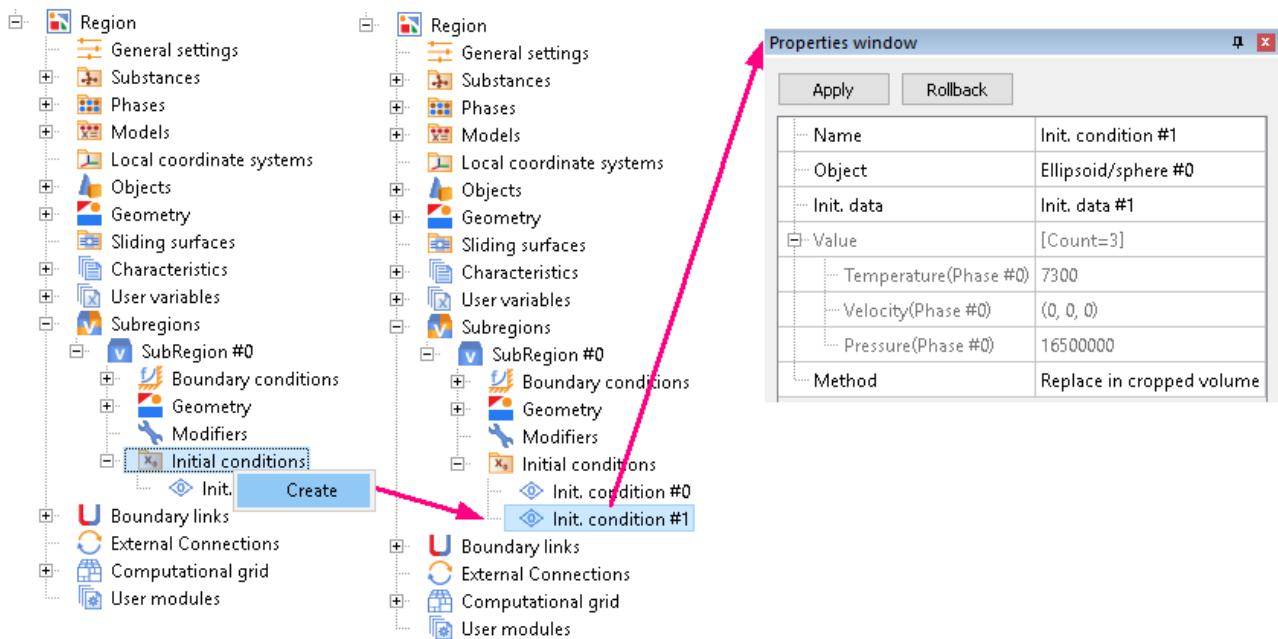 Region
General settings
Substances
Phases
Models
Local coordinate systems
Objects
Geometry
Sliding surfaces
Characteristics
User variables
Subregions
SubRegion #0
Boundary conditions
Geometry
Modifiers
Initial conditions
Init.
Create
Boundary links
External Connections
Computational grid
User modules
Region
General settings
Substances
Phases
Models
Local coordinate systems
Objects
Geometry
Sliding surfaces
Characteristics
User variables
Subregions
SubRegion #0
Boundary conditions
Geometry
Modifiers
Initial conditions
Init. condition #0
Init. condition #1
Boundary links
External Connections
Computational grid
User modules
Properties window
Apply Rollback
Name Init. condition #1
Object Ellipsoid/sphere #0
Init. data Init. data #1
Value [Count=3]
Temperature(Phase #0) 7300
Velocity(Phase #0) (0, 0, 0)
Pressure(Phase #0) 16500000
Method Replace in cropped volume